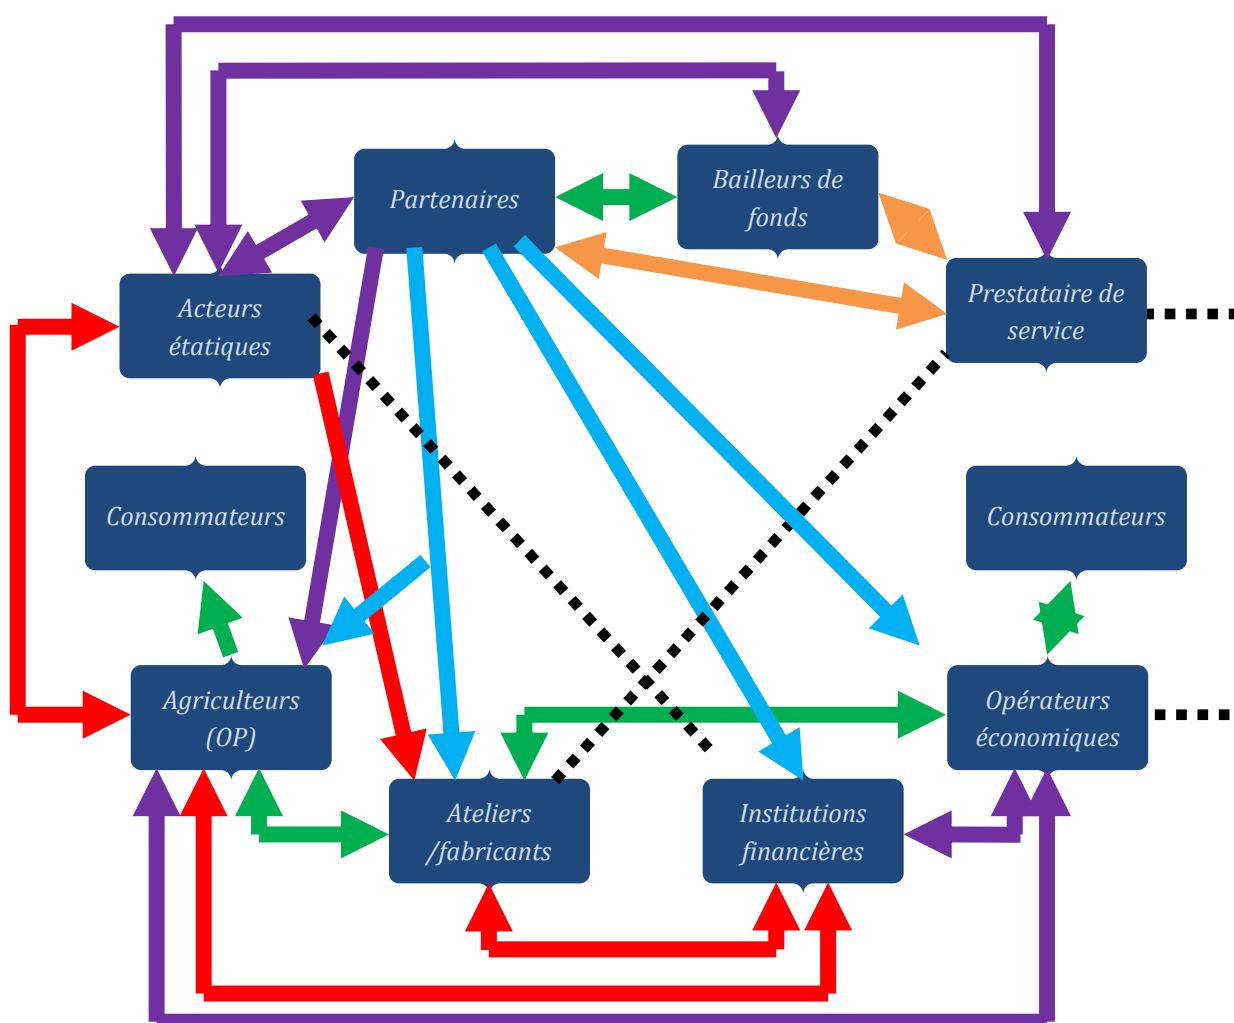 Partenaires
Bailleurs de
fonds
Acteurs
étatiques
Prestataire de
service
Consommateurs
Consommateurs
Agriculteurs
(OP)
Opérateurs
économiques
Ateliers
/fabricants
Institutions
financières